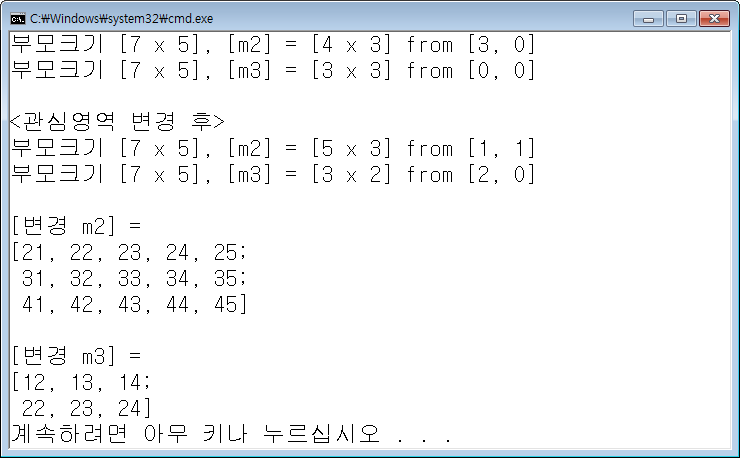 C:\Windows\system32\cmd.exe
부모크기 [7 x 5], [m2] = [4 x 3] from [3, 0]
부모크기 [7 x 5], [m3] = [3 x 3] from [0, 0]
<관심영역 변경 후>
부모크기 [7 x 5], [m2] = [5 x 3] from [1, 1]
부모크기 [7 x 5], [m3] = [3 x 2] from [2, 0]
[변경 m2] =
[21, 22, 23, 24, 25;
 31, 32, 33, 34, 35;
 41, 42, 43, 44, 45]
[변경 m3] =
[12, 13, 14;
 22, 23, 24]
계속하려면 아무 키나 누르십시오 . . .